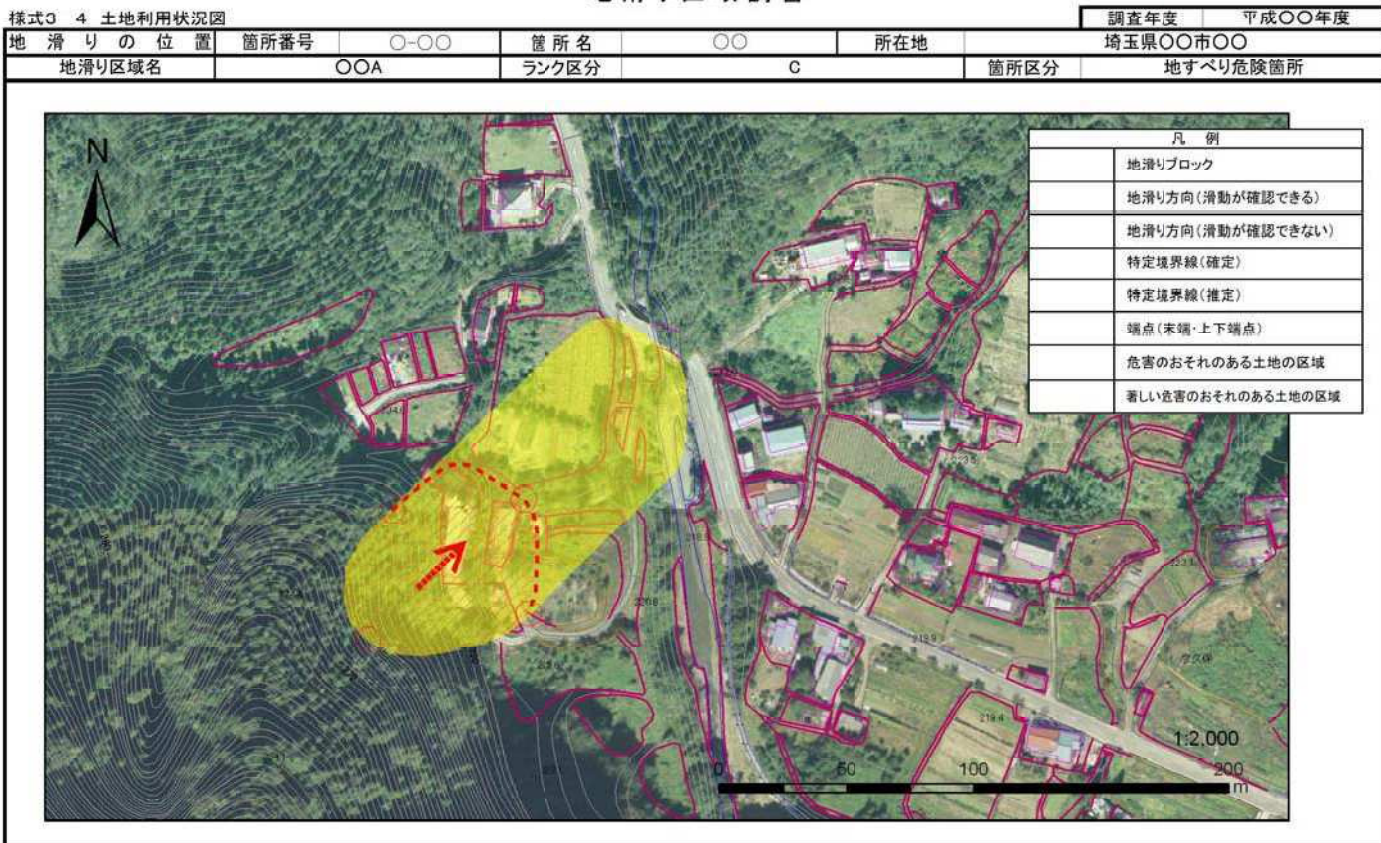 様式3 4 土地利用状況図
調査年度 平成〇〇年度
地滑りの位置 箇所番号 〇-〇〇 箇所名 〇〇 所在地 埼玉県〇〇市〇〇
地滑り区域名 〇〇A ランク区分 C 箇所区分 地すべり危険箇所
N
凡 例
地滑りブロック
地滑り方向(滑動が確認できる)
地滑り方向(滑動が確認できない)
特定境界線(確定)
特定境界線(推定)
端点(末端・上下端点)
危害のおそれのある土地の区域
著しい危害のおそれのある土地の区域
223.5
219.9
219.4
1:2,000
0 50 100 200
m